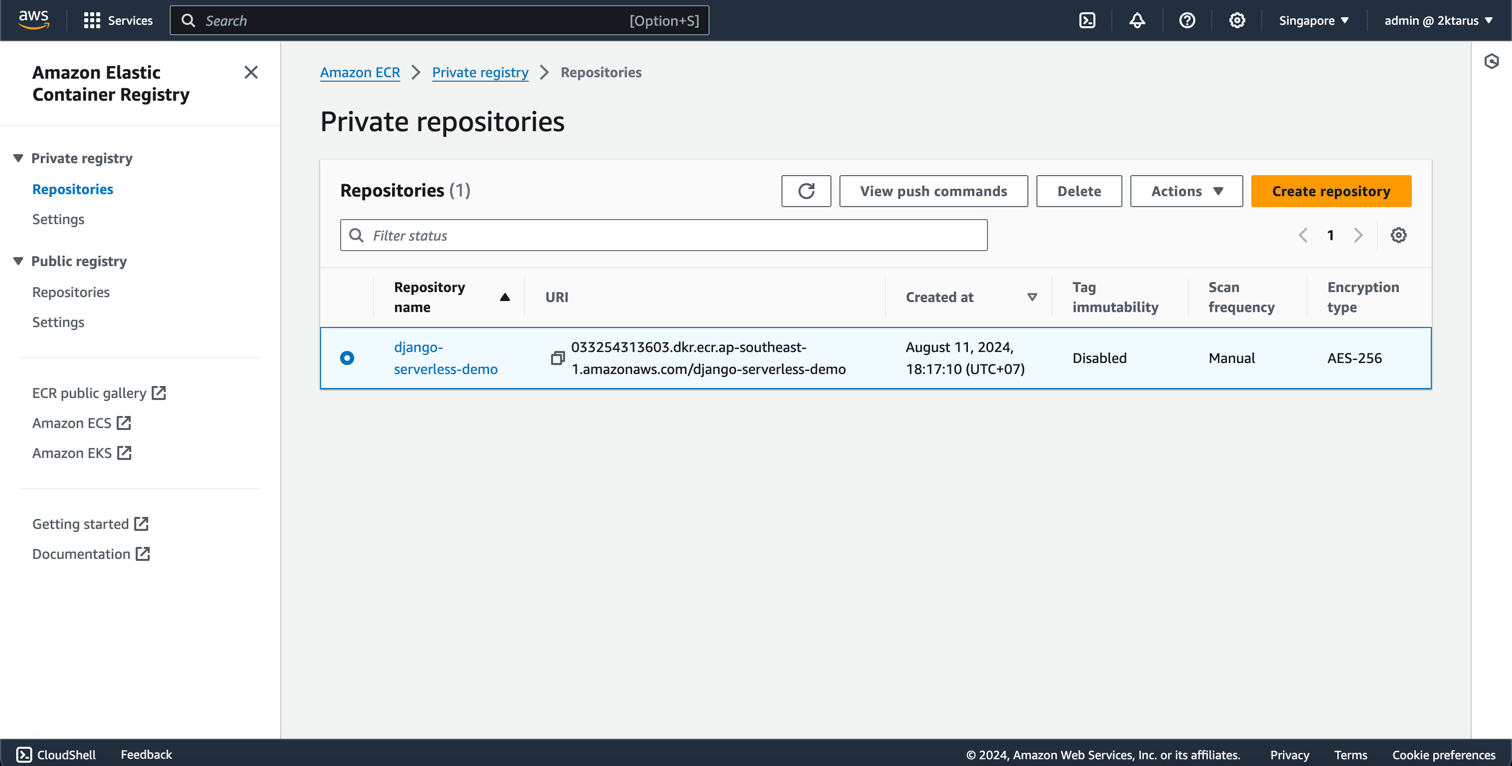 aws
Services
Search
[Option+S]
Singapore
admin @ 2ktarus
Amazon Elastic
Container Registry
Private registry
Repositories
Settings
Public registry
Repositories
Settings
ECR public gallery
Amazon ECS
Amazon EKS
Getting started
Documentation
Amazon ECR
Private registry
Repositories
Private repositories
Repositories (1)
View push commands
Delete
Actions
Create repository
Filter status
1
Repository
name
URI
Created at
Tag
immutability
Scan
frequency
Encryption
type
django-
serverless-demo
033254313603.dkr.ecr.ap-southeast-
1.amazonaws.com/django-serverless-demo
August 11, 2024,
18:17:10 (UTC+07)
Disabled
Manual
AES-256
CloudShell
Feedback
© 2024, Amazon Web Services, Inc. or its affiliates.
Privacy
Terms
Cookie preferences